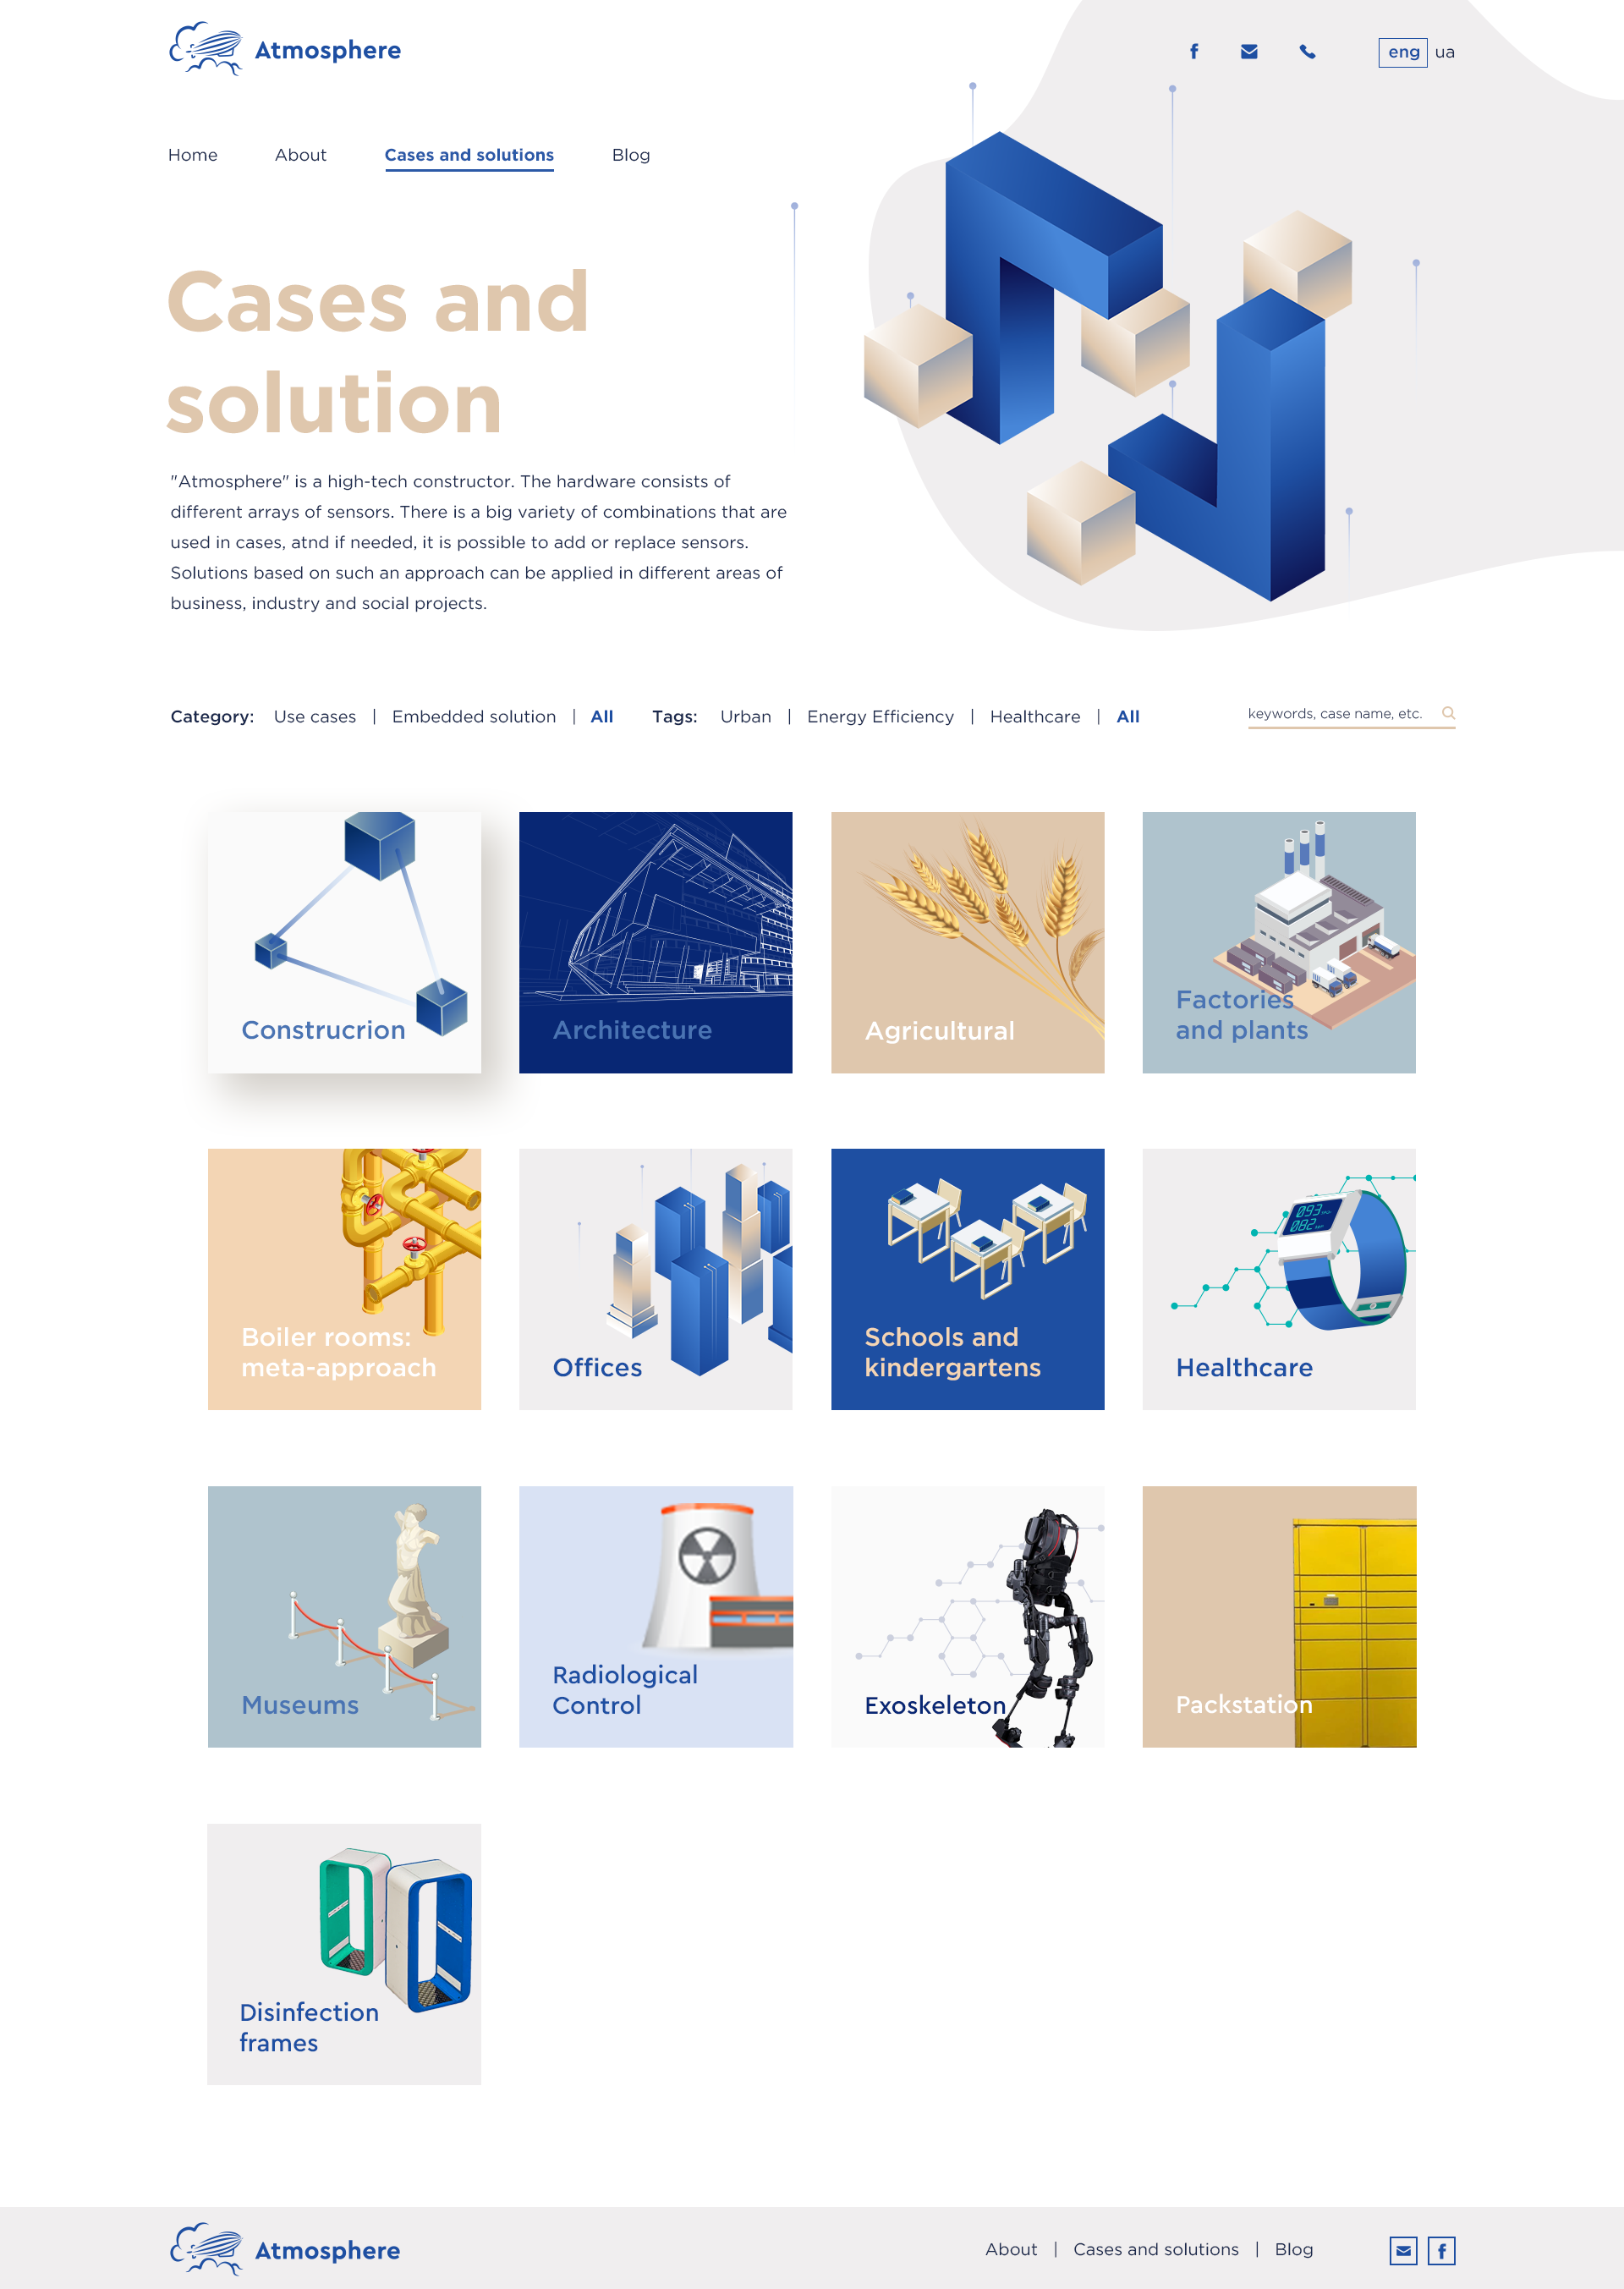 Atmosphere
eng ua
Home About Cases and solutions Blog
Cases and
solution
"Atmosphere" is a high-tech constructor. The hardware consists of
different arrays of sensors. There is a big variety of combinations that are
used in cases, atnd if needed, it is possible to add or replace sensors.
Solutions based on such an approach can be applied in different areas of
business, industry and social projects.
Category: Use cases | Embedded solution | All Tags: Urban | Energy Efficiency | Healthcare | All
keywords, case name, etc.
Construcrion
Architecture
Agricultural
Factories
and plants
Boiler rooms:
meta-approach
Offices
Schools and
kindergartens
093
082
Healthcare
Museums
Radiological
Control
Exoskeleton
Packstation
Disinfection
frames
Atmosphere
About | Cases and solutions | Blog